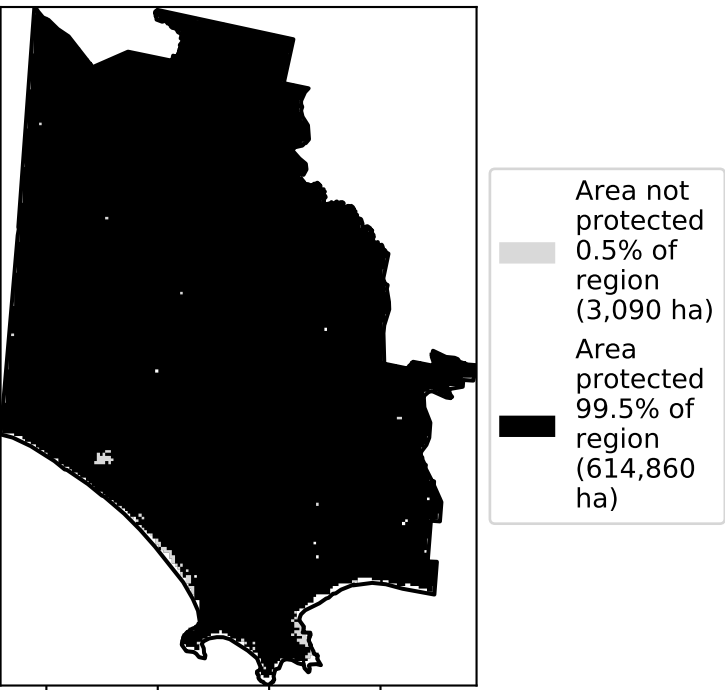 Area not
protected
0.5% of
region
(3,090 ha)
Area
protected
99.5% of
region
(614,860
ha)